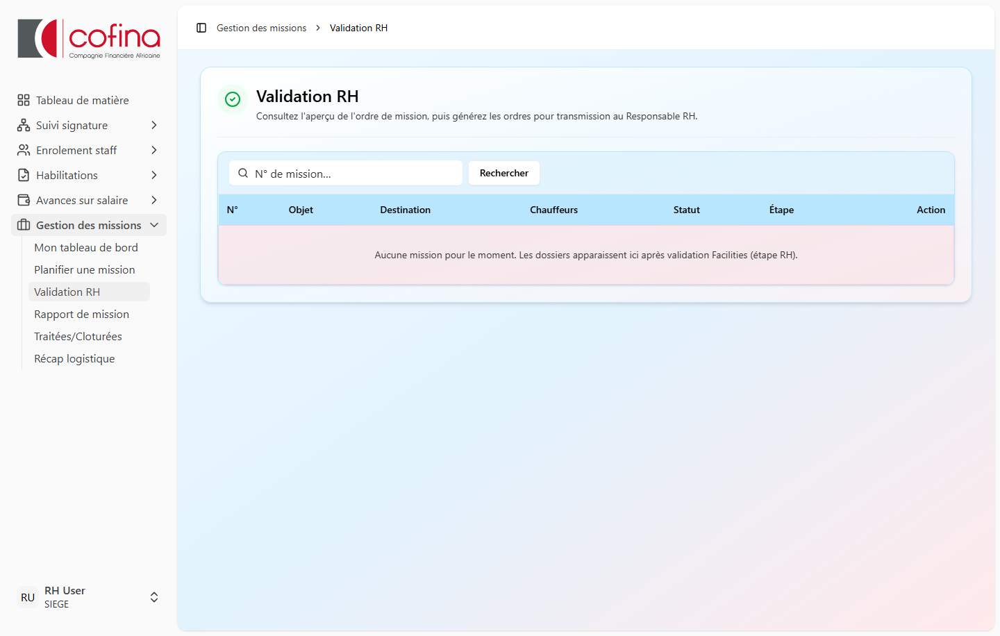 cofina
Compagnie Financière Africaine
Tableau de matière
Suivi signature
Enrolement staff
Habilitations
Avances sur salaire
Gestion des missions
Mon tableau de bord
Planifier une mission
Validation RH
Rapport de mission
Traitées/Cloturées
Récap logistique
RU
RH User
SIEGE
Gestion des missions > Validation RH
Validation RH
Consultez l'aperçu de l'ordre de mission, puis générez les ordres pour transmission au Responsable RH.
N° de mission... Rechercher
N° Objet Destination Chauffeurs Statut Étape Action
Aucune mission pour le moment. Les dossiers apparaissent ici après validation Facilities (étape RH).